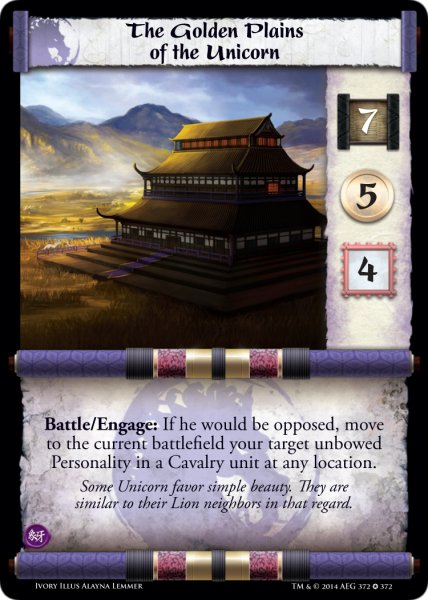 The Golden Plains
of the Unicorn
7
5
4
Battle/Engage: If he would be opposed, move
to the current battlefield your target unbowed
Personality in a Cavalry unit at any location.
Some Unicorn favor simple beauty. They are
similar to their Lion neighbors in that regard.
Ivory Illus Alayna Lemmer
TM & © 2014 AEG 372 ✪ 372